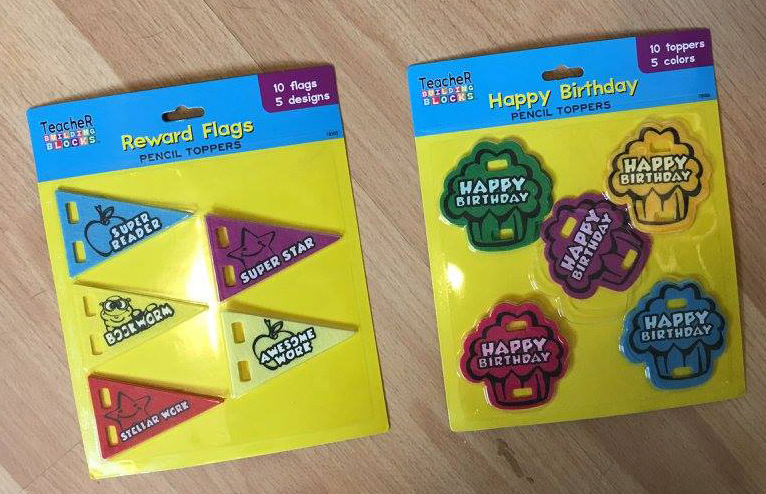 TeacheR
BUILDING
BLOCKS
10 flags
5 designs
Reward Flags
PENCIL TOPPERS
SUPER
READER
SUPER STAR
BOOKWORM
AWESOME
WORK
STELLAR WORK
TeacheR
BUILDING
BLOCKS
10 toppers
5 colors
Happy Birthday
PENCIL TOPPERS
HAPPY
BIRTHDAY
HAPPY
BIRTHDAY
HAPPY
BIRTHDAY
HAPPY
BIRTHDAY
HAPPY
BIRTHDAY